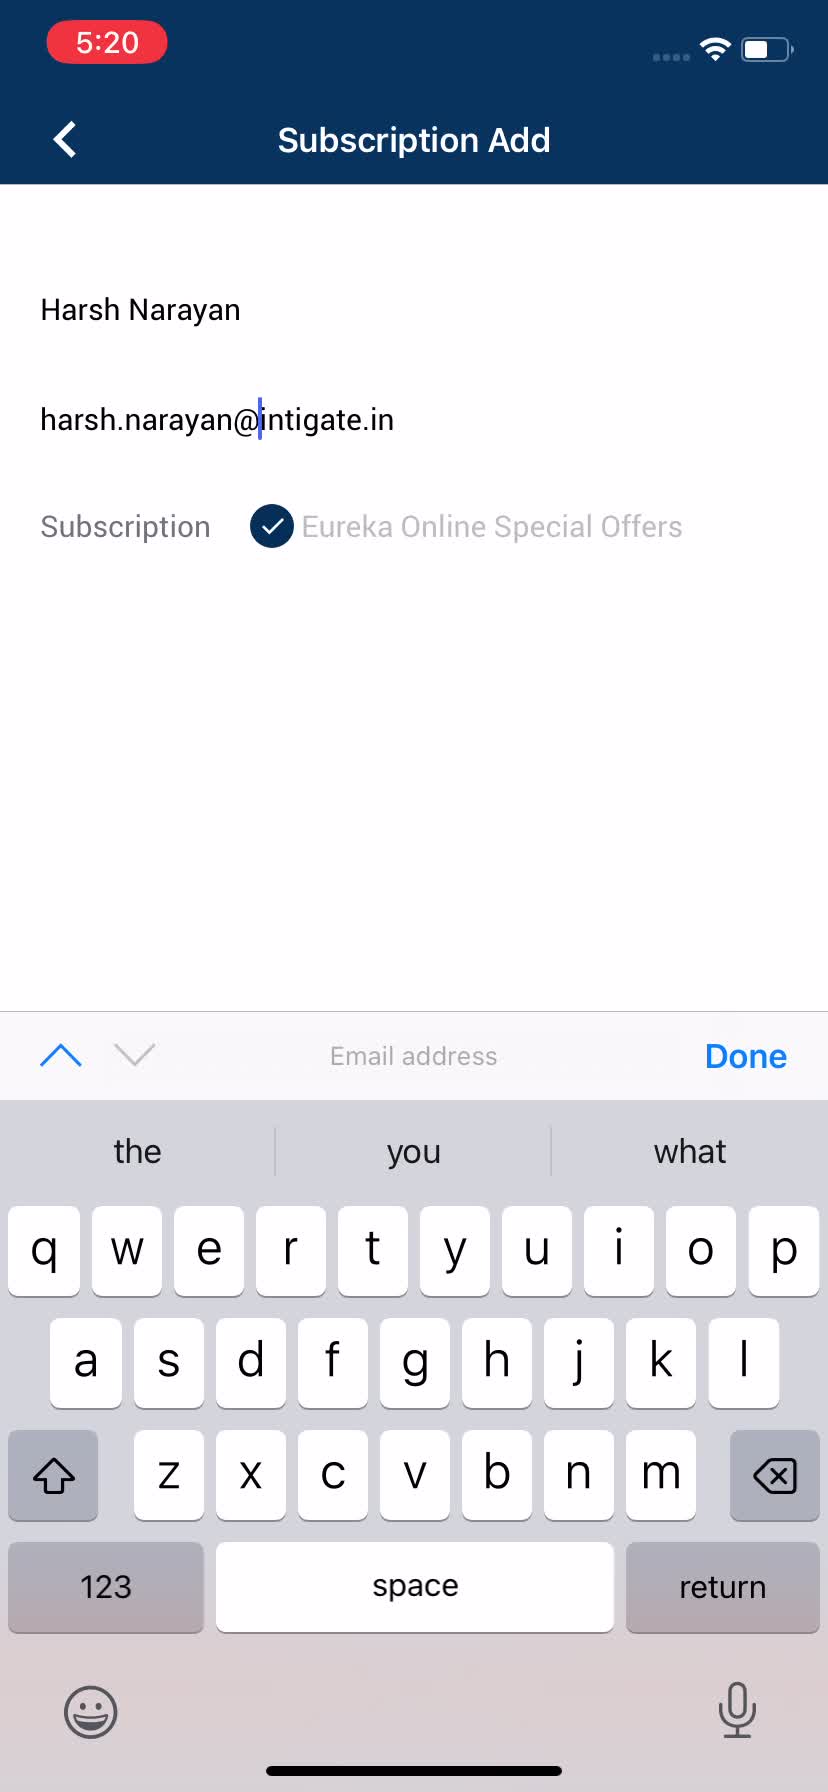 5:20
Subscription Add
Harsh Narayan
harsh.narayan@intigate.in
Subscription Eureka Online Special Offers
Email address Done
the you what
q w e r t y u i o p
a s d f g h j k l
z x c v b n m
123 space return